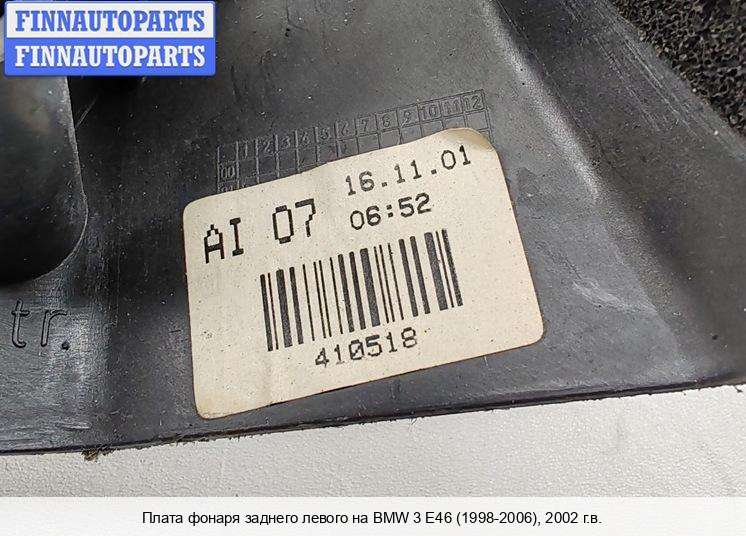 FINNAUTOPARTS
FINNAUTOPARTS
1 2 3 4 5 6 7 8 9 10 11 12
00
AI 07 16.11.01
06:52
410518
tr.
Плата фонаря заднего левого на BMW 3 E46 (1998-2006), 2002 г.в.